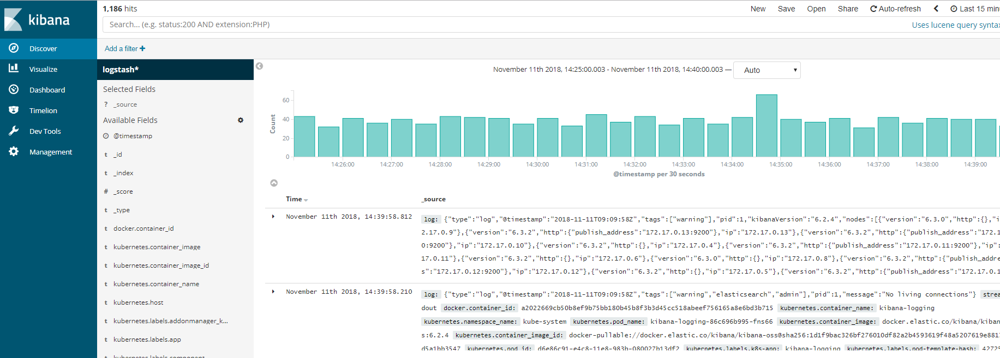 kibana
Discover
Visualize
Dashboard
Timelion
Dev Tools
Management
1,186 hits
New Save Open Share Auto-refresh Last 15
Search... (e.g. status:200 AND extension:PHP)
Uses lucene query
Add a filter
logstash*
Selected Fields
? _source
Available Fields
@timestamp
t _id
t _index
# _score
t _type
t docker.container_id
t kubernetes.container_image
t kubernetes.container_image_id
t kubernetes.container_name
t kubernetes.host
t kubernetes.labels.addonmanager_k...
t kubernetes.labels.app
kubernetes.labels.component
November 11th 2018, 14:25:00.003 - November 11th 2018, 14:40:00.003 — Auto
Count
60
40
20
0
14:26:00 14:27:00 14:28:00 14:29:00 14:30:00 14:31:00 14:32:00 14:33:00 14:34:00 14:35:00 14:36:00 14:37:00 14:38:00 14:39:00
@timestamp per 30 seconds
Time _source
November 11th 2018, 14:39:58.812
log: {"type":"log","@timestamp":"2018-11-11T09:09:58Z","tags":["warning"],"pid":1,"kibanaVersion":"6.2.4","nodes":[{"version":"6.3.0","http":{},"i
2.17.0.9"},{"version":"6.3.2","http":{"publish_address":"172.17.0.13:9200"},"ip":"172.17.0.13"},{"version":"6.3.2","http":{"publish_address":"172.1
0:9200"},"ip":"172.17.0.10"},{"version":"6.3.2","http":{},"ip":"172.17.0.4"},{"version":"6.3.2","http":{"publish_address":"172.17.0.11:9200"},"ip":
17.0.11"},{"version":"6.3.2","http":{},"ip":"172.17.0.6"},{"version":"6.3.0","http":{},"ip":"172.17.0.8"},{"version":"6.3.2","http":{"publish_addre
s":"172.17.0.12:9200"},"ip":"172.17.0.12"},{"version":"6.3.2","http":{},"ip":"172.17.0.5"},{"version":"6.3.2","http":{"publish_address":"172.17.0.1
November 11th 2018, 14:39:58.210
log: {"type":"log","@timestamp":"2018-11-11T09:09:58Z","tags":["warning","elasticsearch","admin"],"pid":1,"message":"No living connections"} strea
dout docker.container_id: a2022669cb50b8ef9b75bb180b45b8f3b3d45cc518abeef756165a8e6bd3b715 kubernetes.container_name: kibana-logging
kubernetes.namespace_name: kube-system kubernetes.pod_name: kibana-logging-86c696b995-fns66 kubernetes.container_image: docker.elastic.co/kibana/kiban
s:6.2.4 kubernetes.container_image_id: docker-pullable://docker.elastic.co/kibana/kibana-oss@sha256:1d1f9bac326bf276010df82a2b4593619f48a5207619e881
d5a1bb3547 kubernetes.pod_id: d6e86c91-e4c8-11e8-983b-080027b13df2 kubernetes.labels.k8s-app: kibana-logging kubernetes.labels.pod-template-hash: 42725